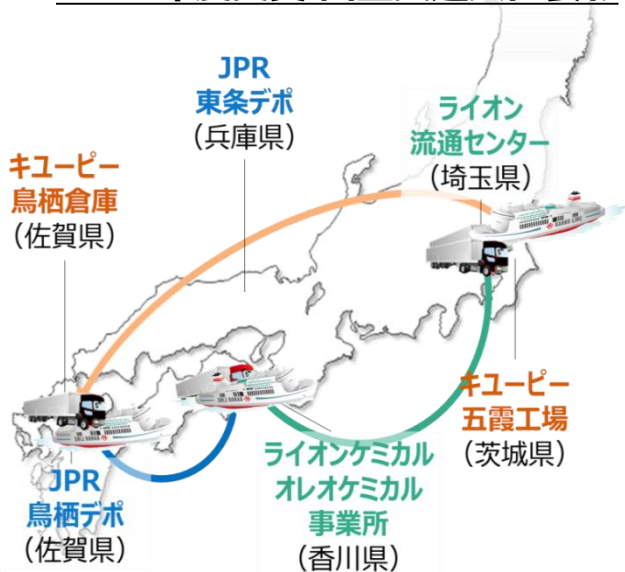 JPR
東条デポ
（兵庫県）
ライオン
流通センター
（埼玉県）
キユーピー
鳥栖倉庫
（佐賀県）
キユーピー
五霞工場
（茨城県）
JPR
鳥栖デポ
（佐賀県）
ライオンケミカル
オレオケミカル
事業所
（香川県）